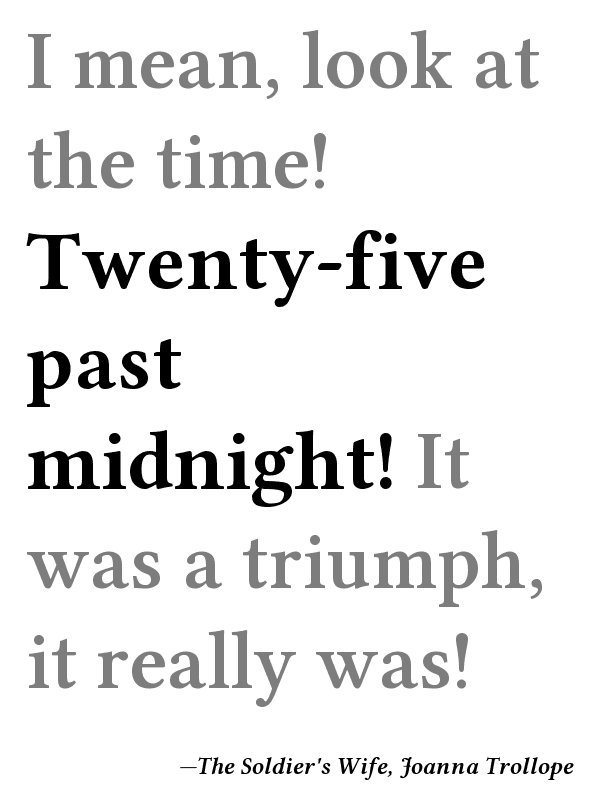 I mean, look at
the time!
Twenty-five
past
midnight! It
was a triumph,
it really was!
—The Soldier's Wife, Joanna Trollope